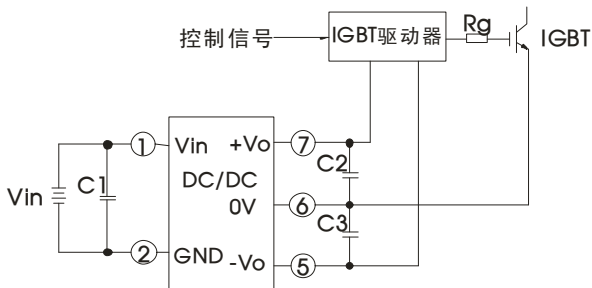 控制信号
IGBT驱动器
Rg
IGBT
1
Vin
+Vo
7
C2
Vin
C1
DC/DC
0V
6
C3
2
GND
-Vo
5